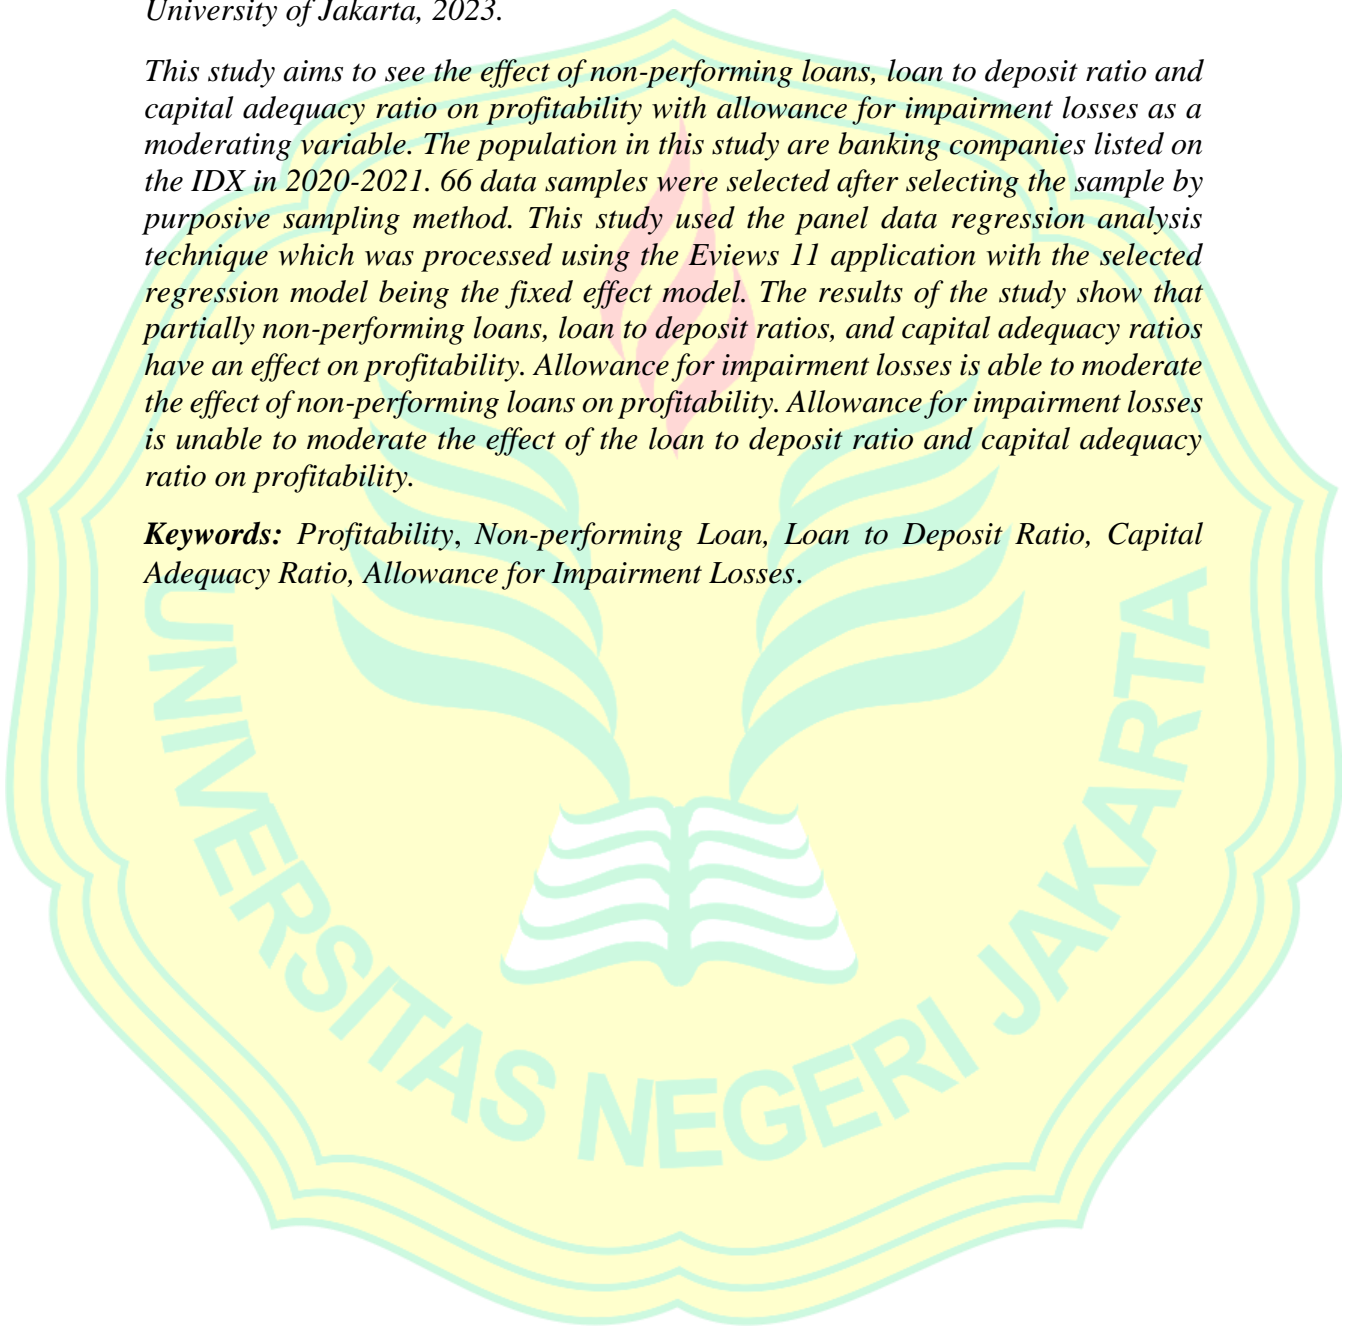 University of Jakarta, 2023.
This study aims to see the effect of non-performing loans, loan to deposit ratio and
capital adequacy ratio on profitability with allowance for impairment losses as a
moderating variable. The population in this study are banking companies listed on
the IDX in 2020-2021. 66 data samples were selected after selecting the sample by
purposive sampling method. This study used the panel data regression analysis
technique which was processed using the Eviews 11 application with the selected
regression model being the fixed effect model. The results of the study show that
partially non-performing loans, loan to deposit ratios, and capital adequacy ratios
have an effect on profitability. Allowance for impairment losses is able to moderate
the effect of non-performing loans on profitability. Allowance for impairment losses
is unable to moderate the effect of the loan to deposit ratio and capital adequacy
ratio on profitability.
Keywords: Profitability, Non-performing Loan, Loan to Deposit Ratio, Capital
Adequacy Ratio, Allowance for Impairment Losses.
UNIVERSITAS NEGERI JAKARTA